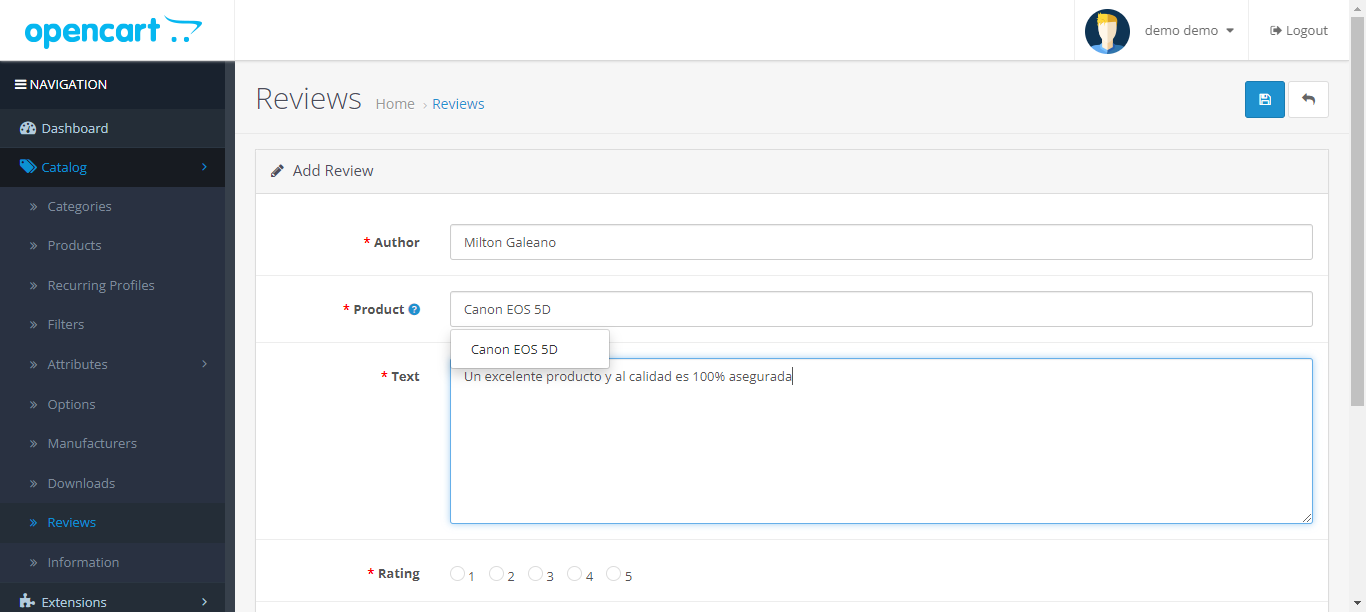 opencart
demo demo
Logout
NAVIGATION
Dashboard
Catalog
Categories
Products
Recurring Profiles
Filters
Attributes
Options
Manufacturers
Downloads
Reviews
Information
Extensions
Reviews Home › Reviews
Add Review
* Author Milton Galeano
* Product ? Canon EOS 5D
Canon EOS 5D
* Text Un excelente producto y al calidad es 100% asegurada
* Rating 1 2 3 4 5